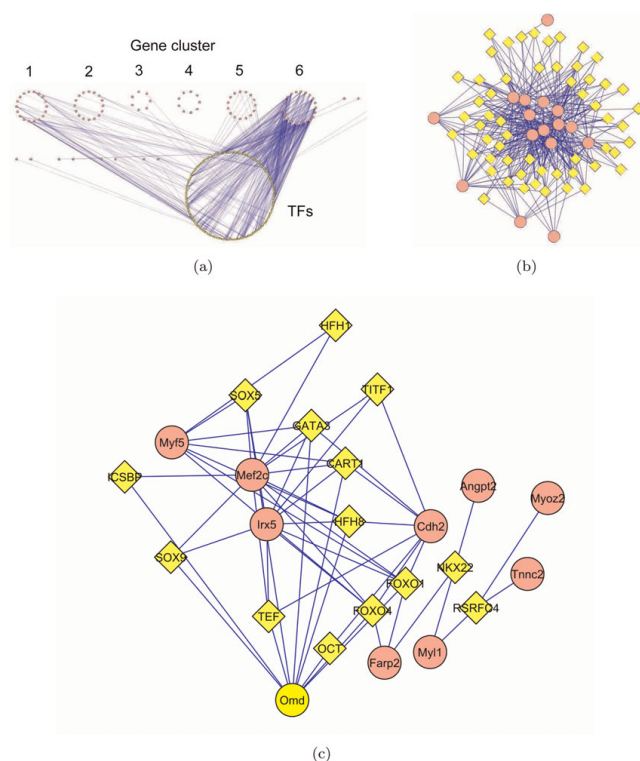 Gene cluster
1 2 3 4 5 6
TFs
(a)
(b)
HFH1
SOX5
TITF1
GATA3
Myf5
CART1
ICSBP
Mef2c
Angpt2
Myoz2
Irx5
HFH8
Cdh2
SOX9
FOXO1
NKX22
Tnnc2
TEF
FOXO4
RSRFC4
OCT
Farp2
Myl1
Omd
(c)